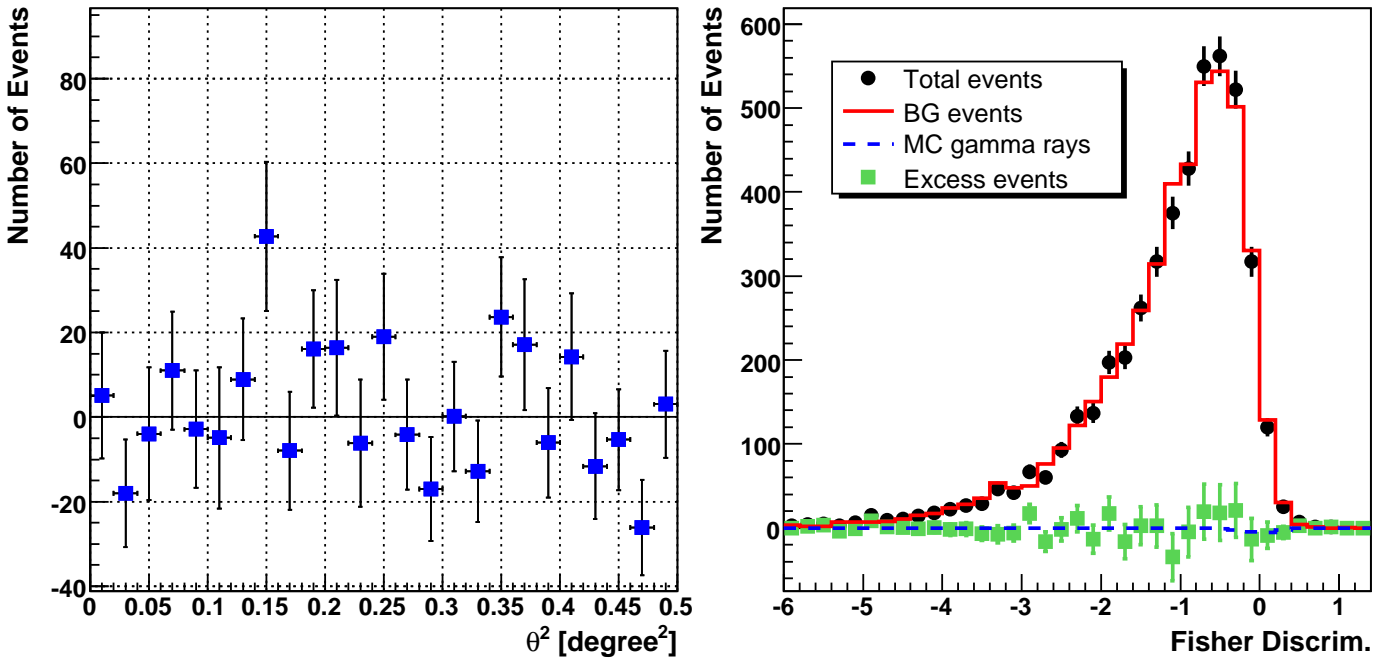 Number of Events
80
60
40
20
0
-20
-40
0 0.05 0.1 0.15 0.2 0.25 0.3 0.35 0.4 0.45 0.5
θ² [degree²]
Number of Events
600
500
400
300
200
100
0
Total events
BG events
MC gamma rays
Excess events
-6 -5 -4 -3 -2 -1 0 1
Fisher Discrim.